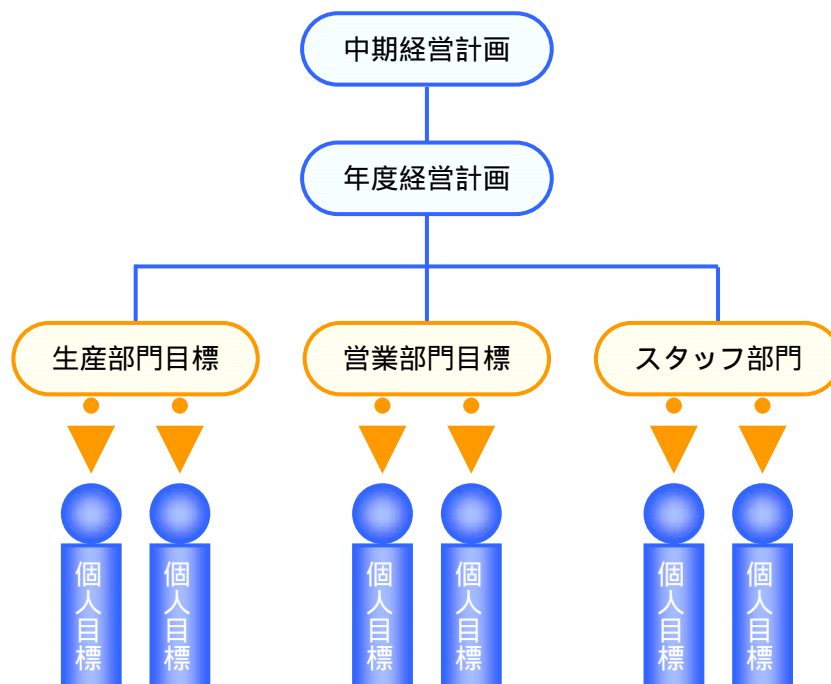 中期経営計画
年度経営計画
生産部門目標
営業部門目標
スタッフ部門
個人目標
個人目標
個人目標
個人目標
個人目標
個人目標